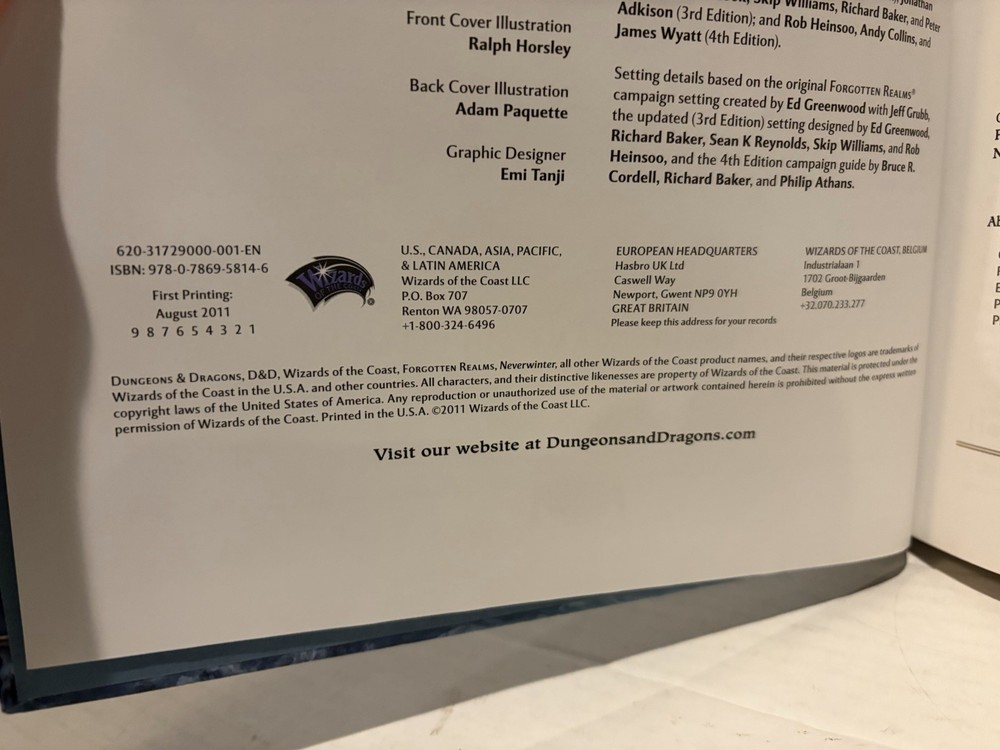 Front Cover Illustration
Ralph Horsley
Back Cover Illustration
Adam Paquette
Graphic Designer
Emi Tanji
Williams, Richard Baker, and Peter
Adkison (3rd Edition); and Rob Heinsoo, Andy Collins, and
James Wyatt (4th Edition).
Setting details based on the original FORGOTTEN REALMS®
campaign setting created by Ed Greenwood with Jeff Grubb,
the updated (3rd Edition) setting designed by Ed Greenwood,
Richard Baker, Sean K Reynolds, Skip Williams, and Rob
Heinsoo, and the 4th Edition campaign guide by Bruce R.
Cordell, Richard Baker, and Philip Athans.
620-31729000-001-EN
ISBN: 978-0-7869-5814-6
First Printing:
August 2011
9 8 7 6 5 4 3 2 1
Wizards
OF THE COAST
®
U.S., CANADA, ASIA, PACIFIC,
& LATIN AMERICA
Wizards of the Coast LLC
P.O. Box 707
Renton WA 98057-0707
+1-800-324-6496
EUROPEAN HEADQUARTERS
Hasbro UK Ltd
Caswell Way
Newport, Gwent NP9 0YH
GREAT BRITAIN
Please keep this address for your records
WIZARDS OF THE COAST, BELGIUM
Industrialaan 1
1702 Groot-Bijgaarden
Belgium
+32.070.233.277
DUNGEONS & DRAGONS, D&D, Wizards of the Coast, FORGOTTEN REALMS, Neverwinter, all other Wizards of the Coast product names, and their respective logos are trademarks of
Wizards of the Coast in the U.S.A. and other countries. All characters, and their distinctive likenesses are property of Wizards of the Coast. This material is protected under the
copyright laws of the United States of America. Any reproduction or unauthorized use of the material or artwork contained herein is prohibited without the express written
permission of Wizards of the Coast. Printed in the U.S.A. ©2011 Wizards of the Coast LLC.
Visit our website at DungeonsandDragons.com